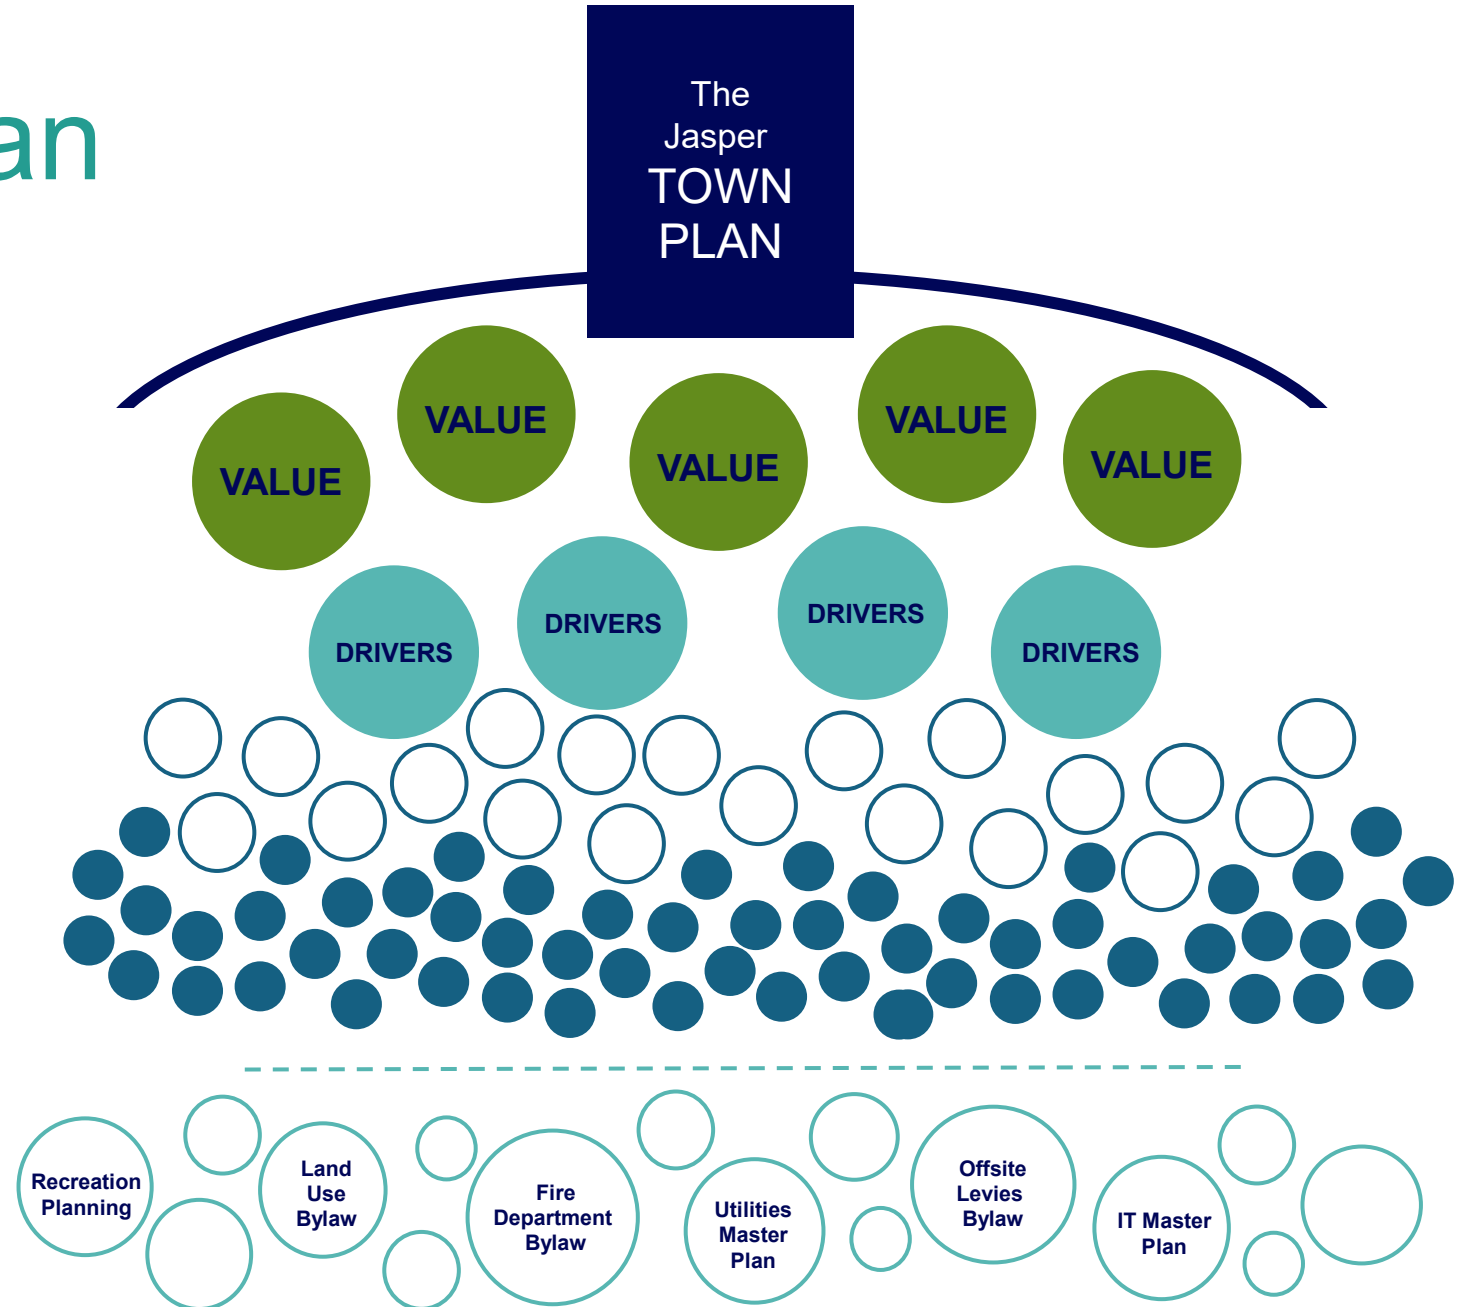 an
The
Jasper
TOWN
PLAN
VALUE
VALUE
VALUE
VALUE
VALUE
DRIVERS
DRIVERS
DRIVERS
DRIVERS
Recreation
Planning
Land
Use
Bylaw
Fire
Department
Bylaw
Utilities
Master
Plan
Offsite
Levies
Bylaw
IT Master
Plan